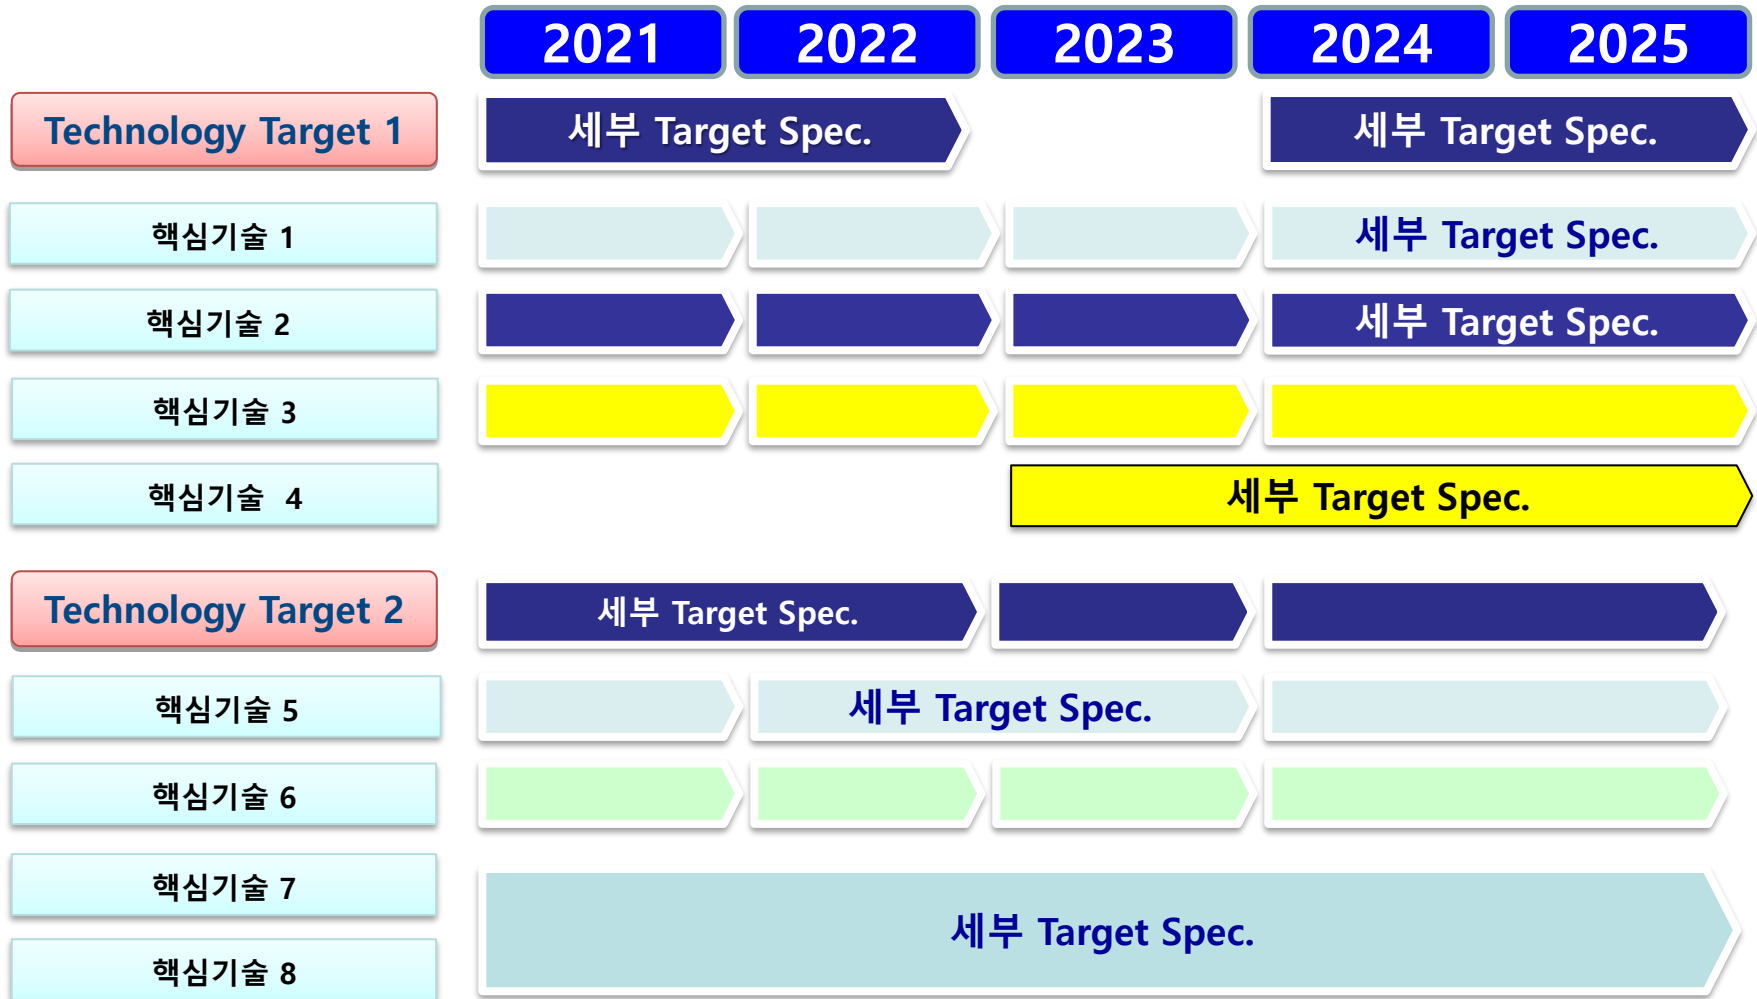 2021 2022 2023 2024 2025
Technology Target 1 세부 Target Spec. 세부 Target Spec.
핵심기술 1 세부 Target Spec.
핵심기술 2 세부 Target Spec.
핵심기술 3
핵심기술 4 세부 Target Spec.
Technology Target 2 세부 Target Spec.
핵심기술 5 세부 Target Spec.
핵심기술 6
핵심기술 7
세부 Target Spec.
핵심기술 8